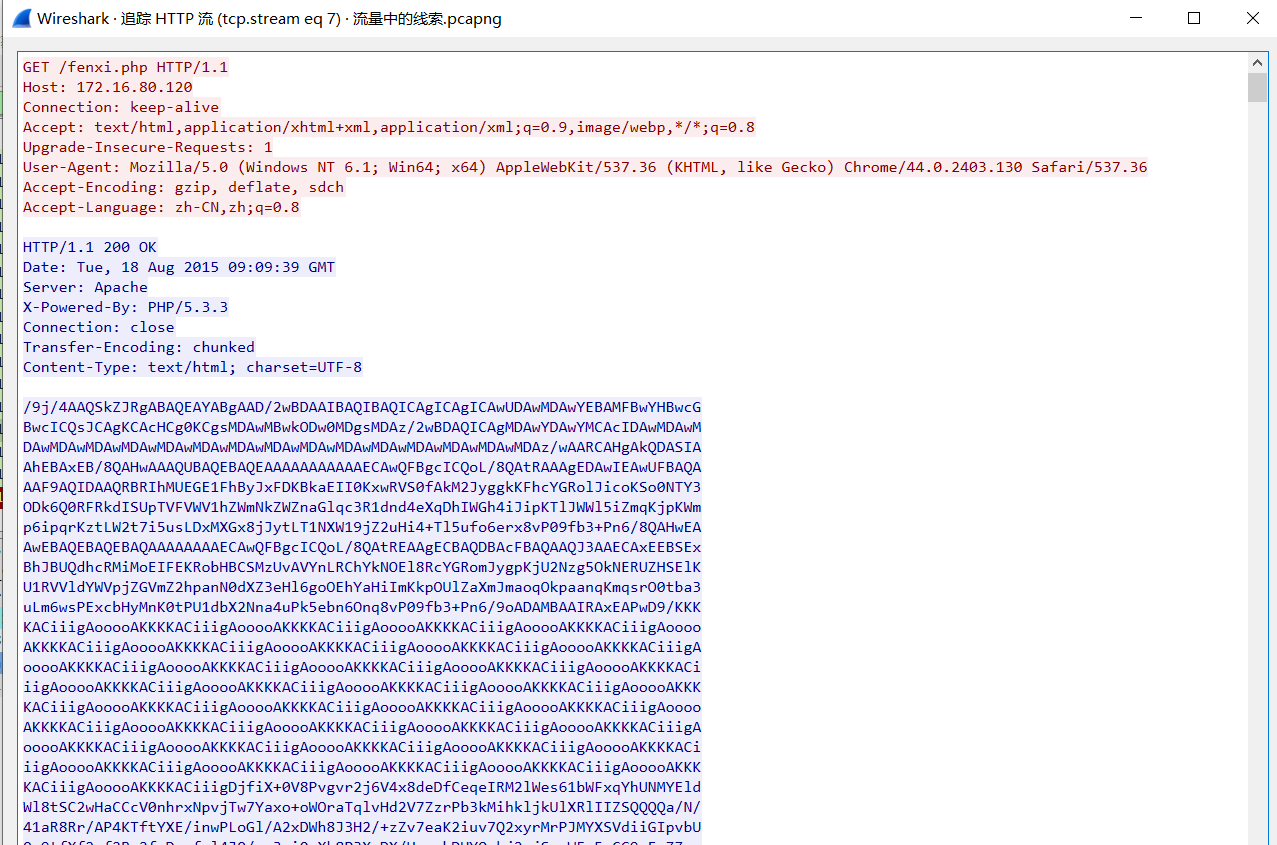 Wireshark · 追踪 HTTP 流 (tcp.stream eq 7) · 流量中的线索.pcapng
GET /fenxi.php HTTP/1.1
Host: 172.16.80.120
Connection: keep-alive
Accept: text/html,application/xhtml+xml,application/xml;q=0.9,image/webp,*/*;q=0.8
Upgrade-Insecure-Requests: 1
User-Agent: Mozilla/5.0 (Windows NT 6.1; Win64; x64) AppleWebKit/537.36 (KHTML, like Gecko) Chrome/44.0.2403.130 Safari/537.36
Accept-Encoding: gzip, deflate, sdch
Accept-Language: zh-CN,zh;q=0.8
HTTP/1.1 200 OK
Date: Tue, 18 Aug 2015 09:09:39 GMT
Server: Apache
X-Powered-By: PHP/5.3.3
Connection: close
Transfer-Encoding: chunked
Content-Type: text/html; charset=UTF-8
/9j/4AAQSkZJRgABAQEAYABgAAD/2wBDAAIBAQIBAQICAgICAgICAwUDAwMDAwYEBAMFBwYHBwcG
BwcICQsJCAgKCAcHCg0KCgsMDAwMBwkODw0MDgsMDAz/2wBDAQICAgMDAwYDAwYMCAcIDAwMDAwM
DAwMDAwMDAwMDAwMDAwMDAwMDAwMDAwMDAwMDAwMDAwMDAwMDAwMDAwMDAz/wAARCAHgAkQDASIA
AhEBAxEB/8QAHwAAAQUBAQEBAQEAAAAAAAAAAAECAwQFBgcICQoL/8QAtRAAAgEDAwIEAwUFBAQA
AAF9AQIDAAQRBRIhMUEGE1FhByJxFDKBkaEII0KxwRVS0fAkM2JyggkKFhcYGRolJicoKSo0NTY3
ODk6Q0RFRkdISUpTVFVWV1hZWmNkZWZnaGlqc3R1dnd4eXqDhIWGh4iJipKTlJWWl5iZmqKjpKWm
p6ipqrKztLW2t7i5usLDxMXGx8jJytLT1NXW19jZ2uHi4+Tl5ufo6erx8vP09fb3+Pn6/8QAHwEA
AwEBAQEBAQEBAQAAAAAAAAECAwQFBgcICQoL/8QAtREAAgECBAQDBAcFBAQAAQJ3AAECAxEEBSEx
BhJBUQdhcRMiMoEIFEKRobHBCSMzUvAVYnLRChYkNOEl8RcYGRomJygpKjU2Nzg5OkNERUZHSElK
U1RVVldYWVpjZGVmZ2hpanN0dXZ3eHl6goOEhYaHiImKkpOUlZaXmJmaoqOkpaanqKmqsrO0tba3
uLm6wsPExcbHyMnK0tPU1dbX2Nna4uPk5ebn6Onq8vP09fb3+Pn6/9oADAMBAAIRAxEAPwD9/KKK
KACiiigAooooAKKKKACiiigAooooAKKKKACiiigAooooAKKKKACiiigAooooAKKKKACiiigAoooo
AKKKKACiiigAooooAKKKKACiiigAooooAKKKKACiiigAooooAKKKKACiiigAooooAKKKKACiiigA
ooooAKKKKACiiigAooooAKKKKACiiigAooooAKKKKACiiigAooooAKKKKACiiigAooooAKKKKACi
iigAooooAKKKKACiiigAooooAKKKKACiiigAooooAKKKKACiiigAooooAKKKKACiiigAooooAKKK
KACiiigAooooAKKKKACiiigAooooAKKKKACiiigAooooAKKKKACiiigAooooAKKKKACiiigAoooo
AKKKKACiiigAooooAKKKKACiiigAooooAKKKKACiiigAooooAKKKKACiiigAooooAKKKKACiiigA
ooooAKKKKACiiigAooooAKKKKACiiigAooooAKKKKACiiigAooooAKKKKACiiigAooooAKKKKACi
iigAooooAKKKKACiiigAooooAKKKKACiiigAooooAKKKKACiiigAooooAKKKKACiiigAooooAKKK
KACiiigAooooAKKKKACiiigDjfiX+0V8Pvgvr2j6V4x8deDfCeqeIRM2lWes61bWFxqYhUNMYEld
Wl8tSC2wHaCCcV0nhrxNpvjTw7Yaxo+oWOraTqlvHd2V7ZzrPb3kMihkljkUlXRlIIZSQQQQa/N/
41aR8Rr/AP4KTftYXE/inwPLoGl/A2xDWh8J3H2/+zZv7eaK2iuv7Q2xyrMrPJMYXSVdiiGIpvbU